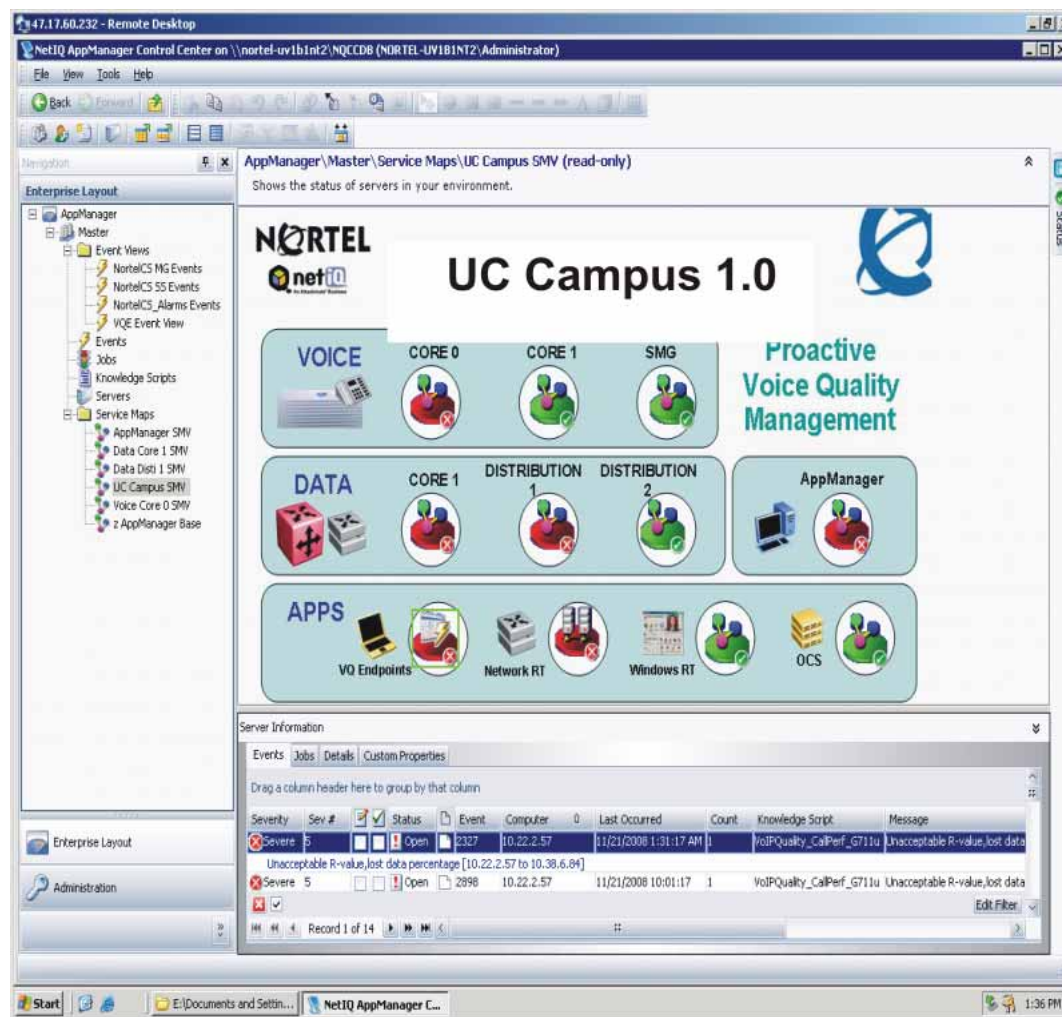 47.17.60.232 - Remote Desktop
NetIQ AppManager Control Center on \\nortel-uv1b1nt2\NQCCDB (NORTEL-UV1B1NT2\Administrator)
File View Tools Help
Back Forward
Navigation
Enterprise Layout
AppManager
Master
Event Views
NortelCS MG Events
NortelCS SS Events
NortelCS_Alarms Events
VQE Event View
Events
Jobs
Knowledge Scripts
Servers
Service Maps
AppManager SMV
Data Core 1 SMV
Data Disti 1 SMV
UC Campus SMV
Voice Core 0 SMV
z AppManager Base
Enterprise Layout
Administration
AppManager\Master\Service Maps\UC Campus SMV (read-only)
Shows the status of servers in your environment.
Status
NORTEL
netiq
UC Campus 1.0
VOICE
CORE 0
CORE 1
SMG
Proactive
Voice Quality
Management
DATA
CORE 1
DISTRIBUTION
1
DISTRIBUTION
2
AppManager
APPS
VQ Endpoints
Network RT
Windows RT
OCS
Server Information
Events Jobs Details Custom Properties
Drag a column header here to group by that column
Severity Sev # Status Event Computer Last Occurred Count Knowledge Script Message
Severe 5 Open 2327 10.22.2.57 11/21/2008 1:31:17 AM 1 VoIPQuality_CallPerf_G711u Unacceptable R-value,lost data
Unacceptable R-value,lost data percentage [10.22.2.57 to 10.38.6.84]
Severe 5 Open 2898 10.22.2.57 11/21/2008 10:01:17 1 VoIPQuality_CallPerf_G711u Unacceptable R-value,lost data
Edit Filter
Record 1 of 14
Start
E:\Documents and Settin...
NetIQ AppManager C...
1:36 PM